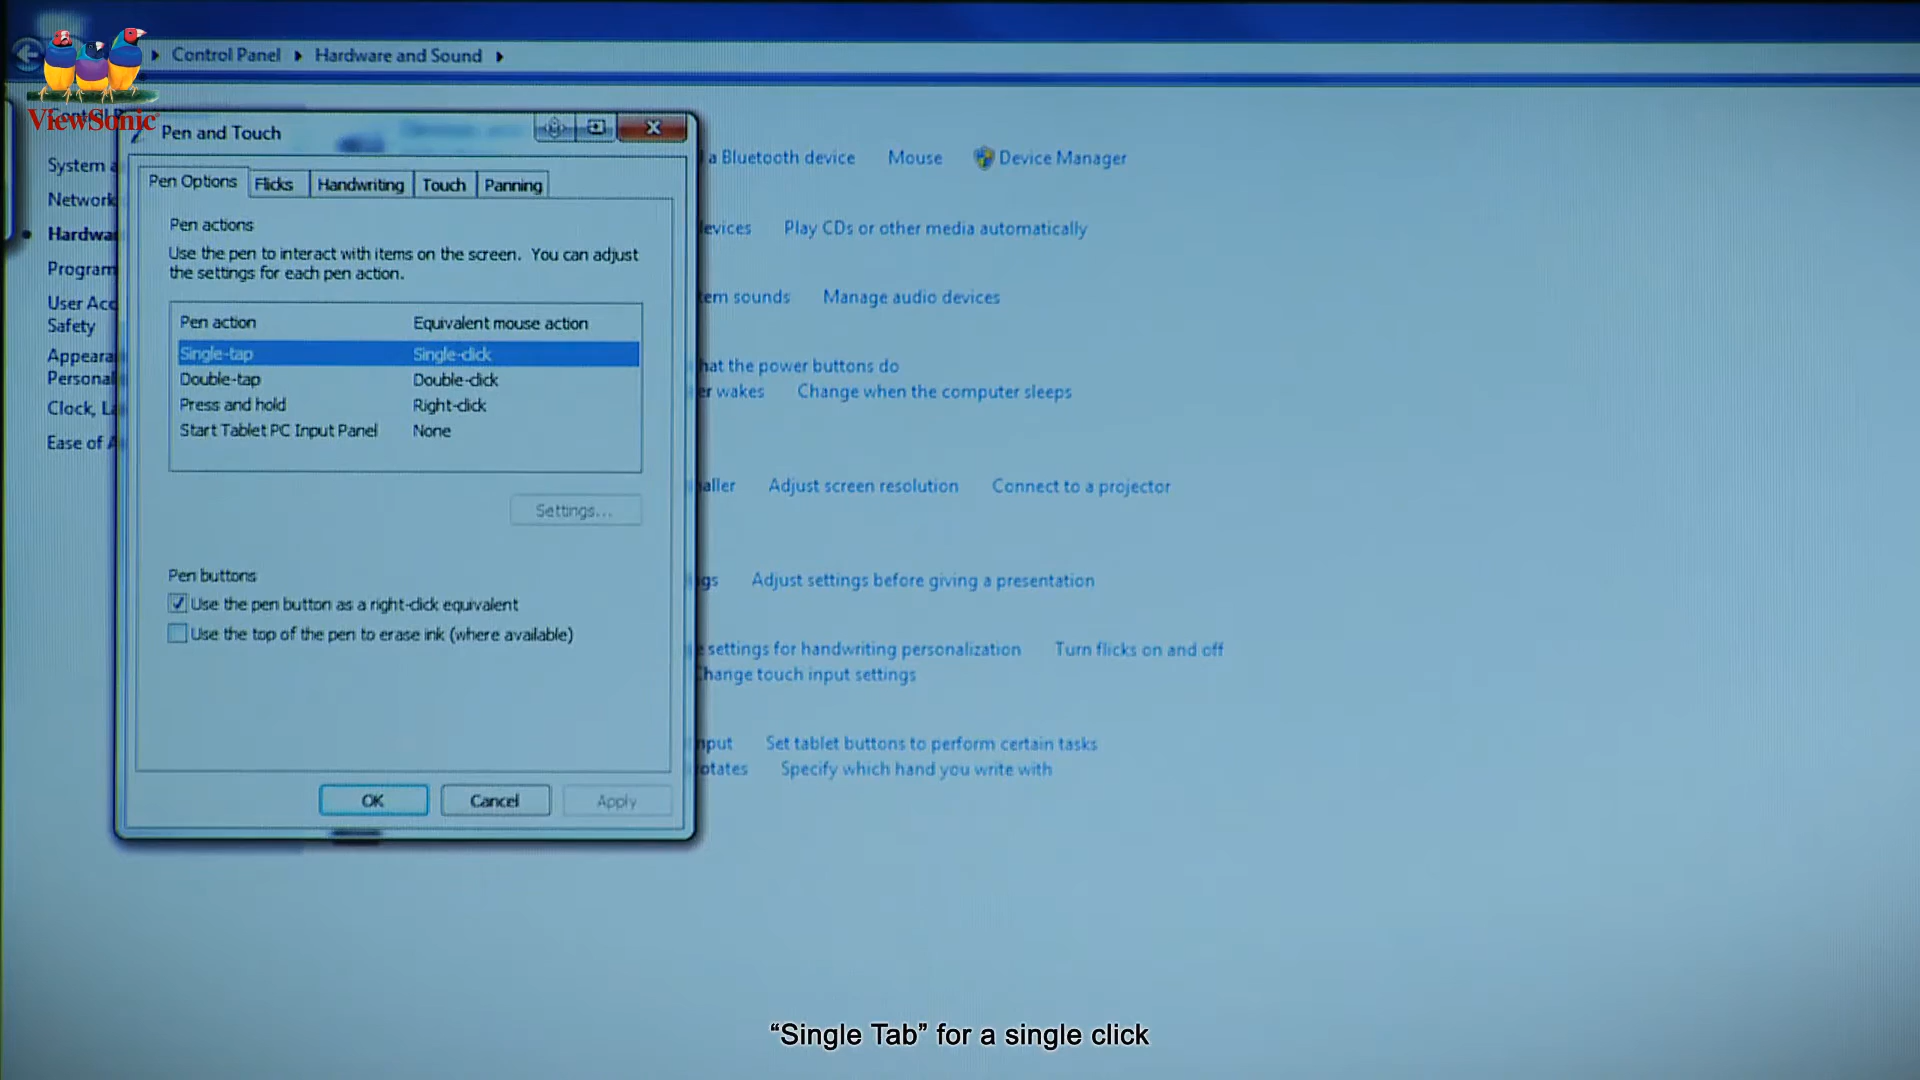 Control Panel Hardware and Sound
ViewSonic
Pen and Touch
System
Network
Hardwa
Program
User Acc
Safety
Appeara
Personal
Clock, La
Ease of A
Pen Options Flicks Handwriting Touch Panning
Pen actions
Use the pen to interact with items on the screen. You can adjust
the settings for each pen action.
Pen action Equivalent mouse action
Single-tap Single-click
Double-tap Double-click
Press and hold Right-click
Start Tablet PC Input Panel None
Settings...
Pen buttons
Use the pen button as a right-click equivalent
Use the top of the pen to erase ink (where available)
OK Cancel Apply
a Bluetooth device Mouse Device Manager
evices Play CDs or other media automatically
em sounds Manage audio devices
hat the power buttons do
er wakes Change when the computer sleeps
aller Adjust screen resolution Connect to a projector
gs Adjust settings before giving a presentation
settings for handwriting personalization Turn flicks on and off
hange touch input settings
nput Set tablet buttons to perform certain tasks
otates Specify which hand you write with
“Single Tab” for a single click